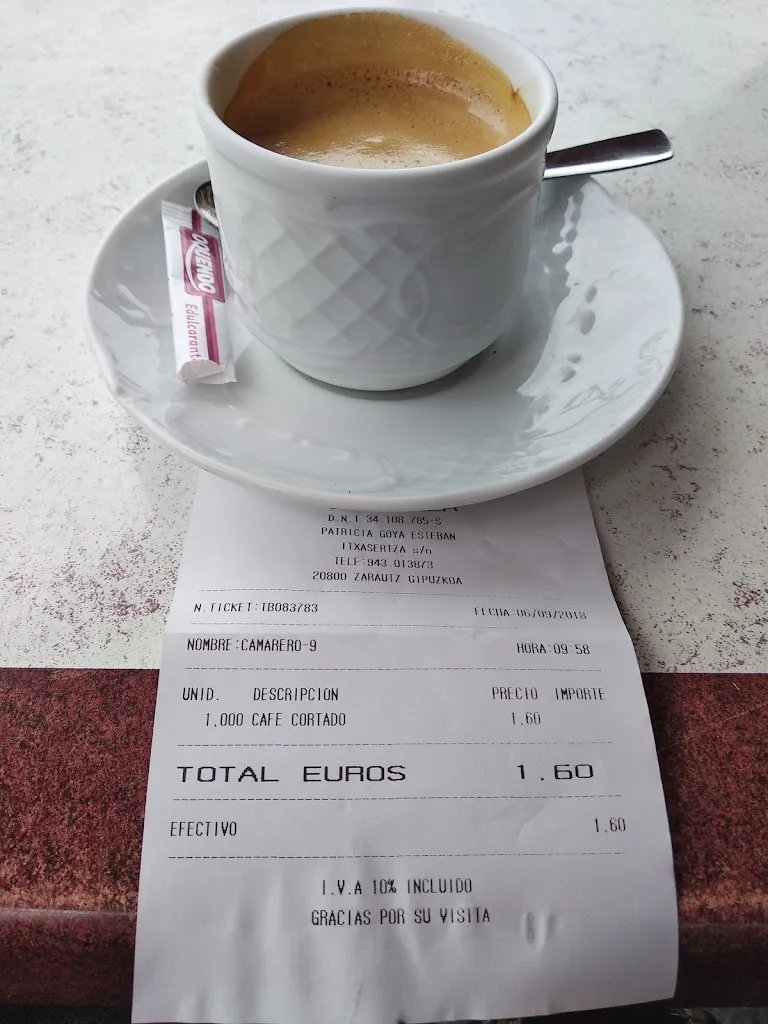 OQUENDO
Edulcorant
D.N.I 34.108.785-S
PATRICIA GOYA ESTEBAN
ITXASERTZA s/n
TELF:943.013873
20800 ZARAUTZ GIPUZKOA
N.TICKET:TB083783 FECHA:06/09/2018
NOMBRE:CAMARERO-9 HORA:09:58
UNID. DESCRIPCION PRECIO IMPORTE
1,000 CAFE CORTADO 1,60
TOTAL EUROS 1,60
EFECTIVO 1,60
I.V.A 10% INCLUIDO
GRACIAS POR SU VISITA